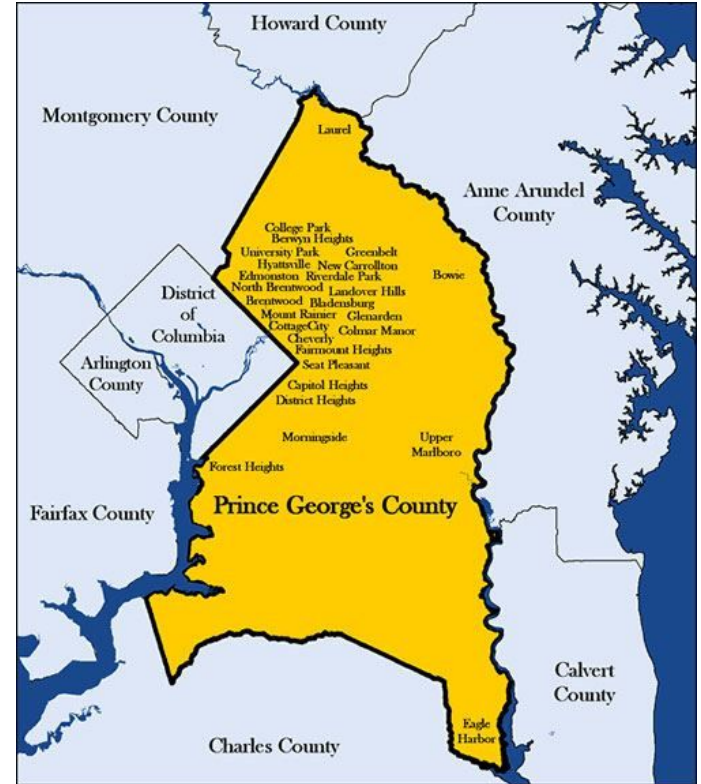 Howard County
Montgomery County
Laurel
Anne Arundel
County
College Park
Berwyn Heights
University Park
Greenbelt
Hyattsville
New Carrollton
Edmonston
Riverdale Park
Bowie
North Brentwood
Landover Hills
Brentwood
Bladensburg
Mount Rainier
Glenarden
CottageCity
Colmar Manor
Cheverly
Fairmount Heights
Seat Pleasant
Capitol Heights
District Heights
District
of
Columbia
Arlington
County
Morningside
Upper
Marlboro
Forest Heights
Fairfax County
Prince George's County
Calvert
County
Eagle
Harbor
Charles County